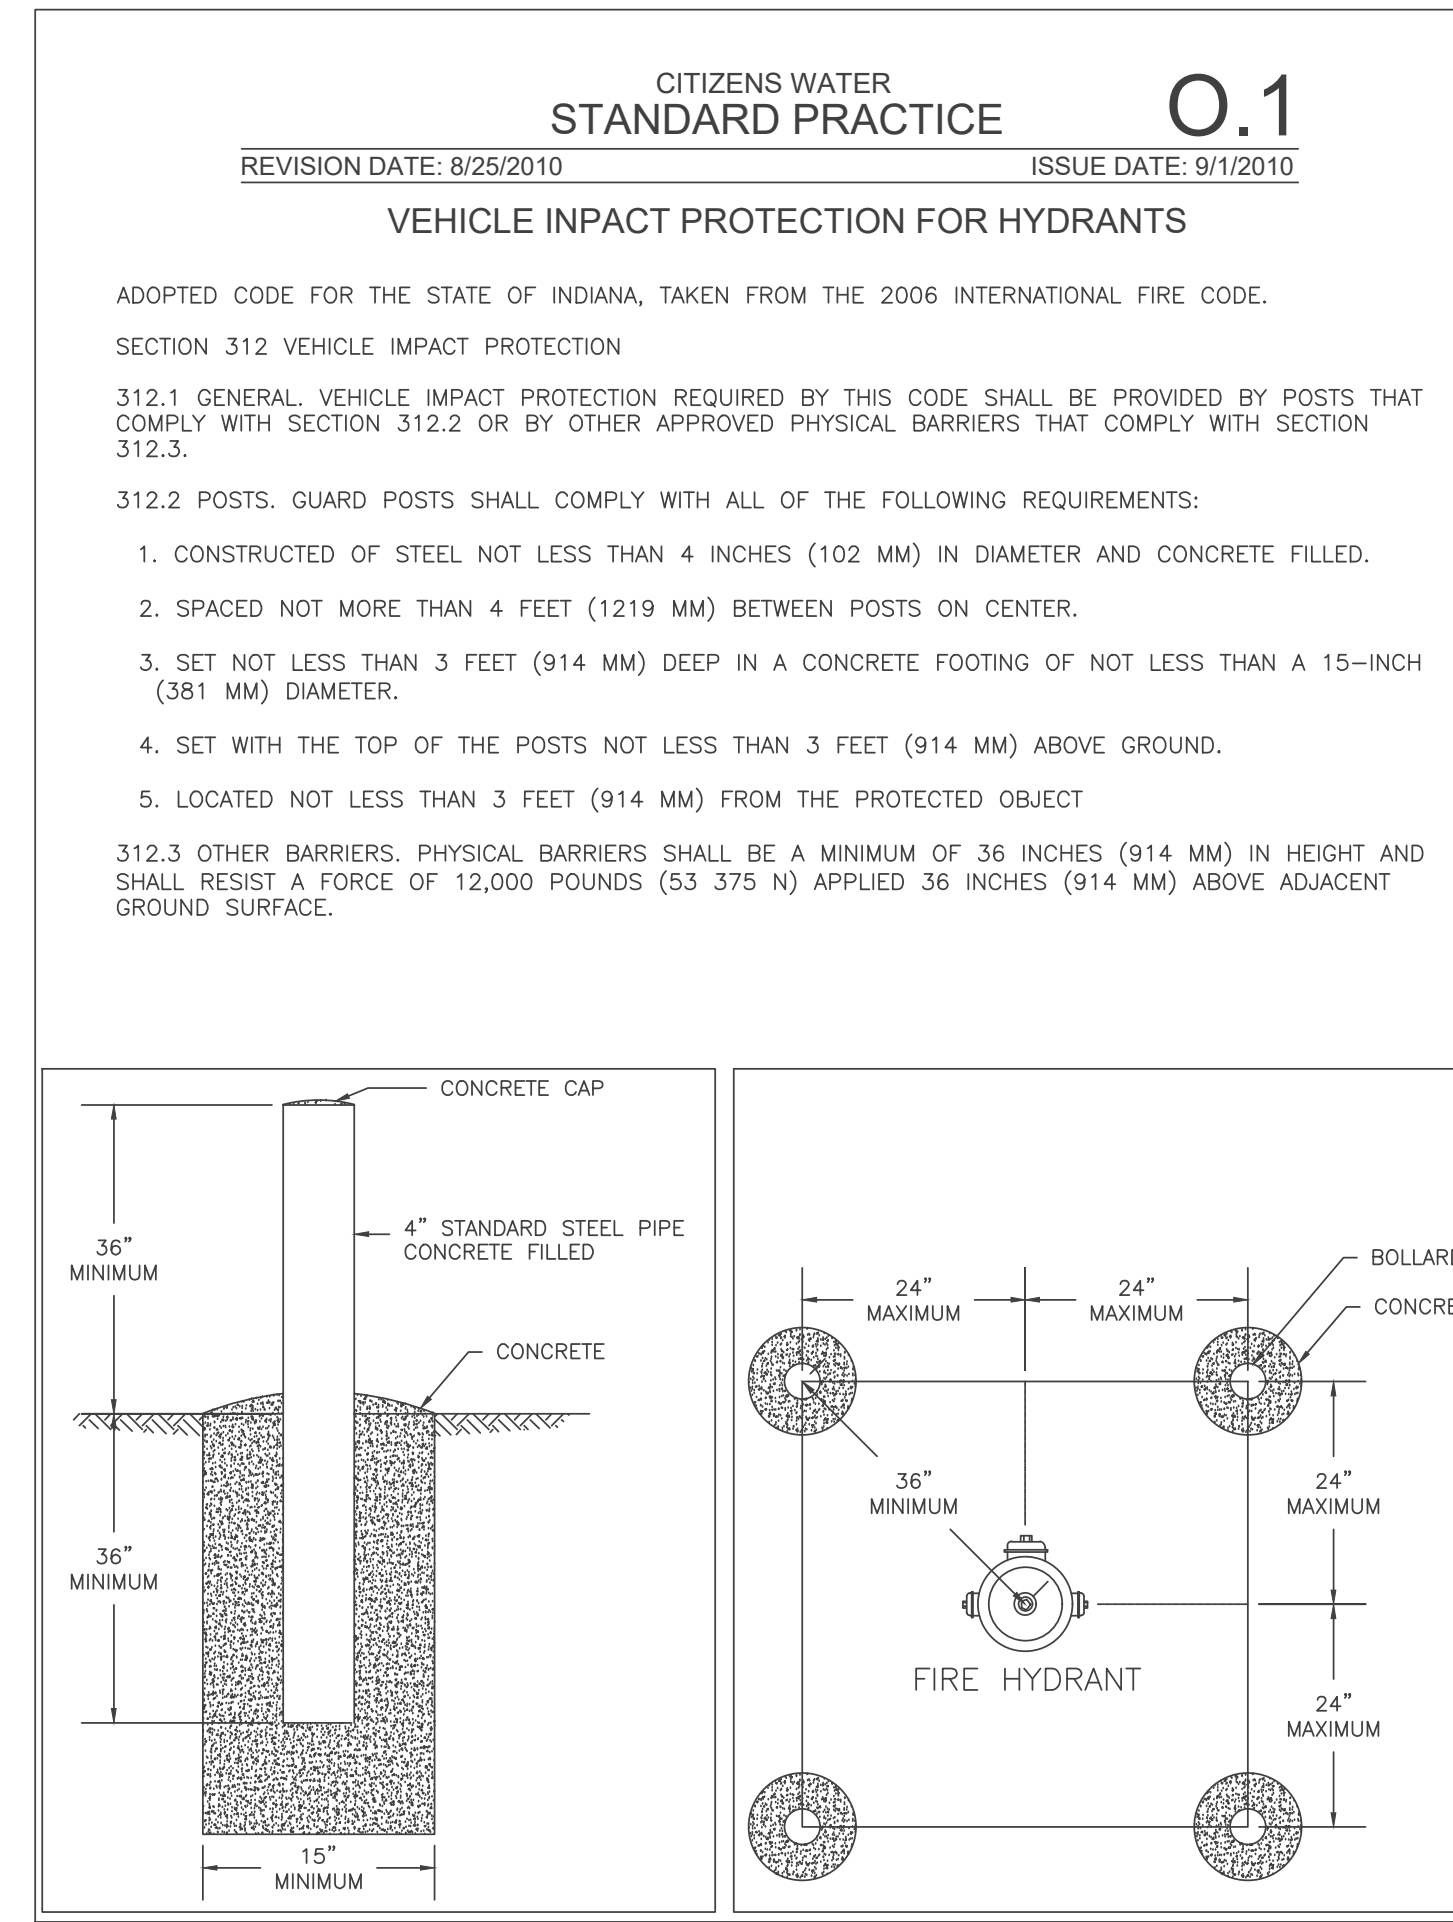 CITIZENS WATER
STANDARD PRACTICE
O.1
REVISION DATE: 8/25/2010
ISSUE DATE: 9/1/2010
VEHICLE INPACT PROTECTION FOR HYDRANTS
ADOPTED CODE FOR THE STATE OF INDIANA, TAKEN FROM THE 2006 INTERNATIONAL FIRE CODE.
SECTION 312 VEHICLE IMPACT PROTECTION
312.1 GENERAL. VEHICLE IMPACT PROTECTION REQUIRED BY THIS CODE SHALL BE PROVIDED BY POSTS THAT
COMPLY WITH SECTION 312.2 OR BY OTHER APPROVED PHYSICAL BARRIERS THAT COMPLY WITH SECTION
312.3.
312.2 POSTS. GUARD POSTS SHALL COMPLY WITH ALL OF THE FOLLOWING REQUIREMENTS:
1. CONSTRUCTED OF STEEL NOT LESS THAN 4 INCHES (102 MM) IN DIAMETER AND CONCRETE FILLED.
2. SPACED NOT MORE THAN 4 FEET (1219 MM) BETWEEN POSTS ON CENTER.
3. SET NOT LESS THAN 3 FEET (914 MM) DEEP IN A CONCRETE FOOTING OF NOT LESS THAN A 15–INCH
(381 MM) DIAMETER.
4. SET WITH THE TOP OF THE POSTS NOT LESS THAN 3 FEET (914 MM) ABOVE GROUND.
5. LOCATED NOT LESS THAN 3 FEET (914 MM) FROM THE PROTECTED OBJECT
312.3 OTHER BARRIERS. PHYSICAL BARRIERS SHALL BE A MINIMUM OF 36 INCHES (914 MM) IN HEIGHT AND
SHALL RESIST A FORCE OF 12,000 POUNDS (53 375 N) APPLIED 36 INCHES (914 MM) ABOVE ADJACENT
GROUND SURFACE.
CONCRETE CAP
4” STANDARD STEEL PIPE
CONCRETE FILLED
36”
MINIMUM
CONCRETE
36”
MINIMUM
15”
MINIMUM
24”
MAXIMUM
24”
MAXIMUM
36”
MINIMUM
24”
MAXIMUM
FIRE HYDRANT
24”
MAXIMUM